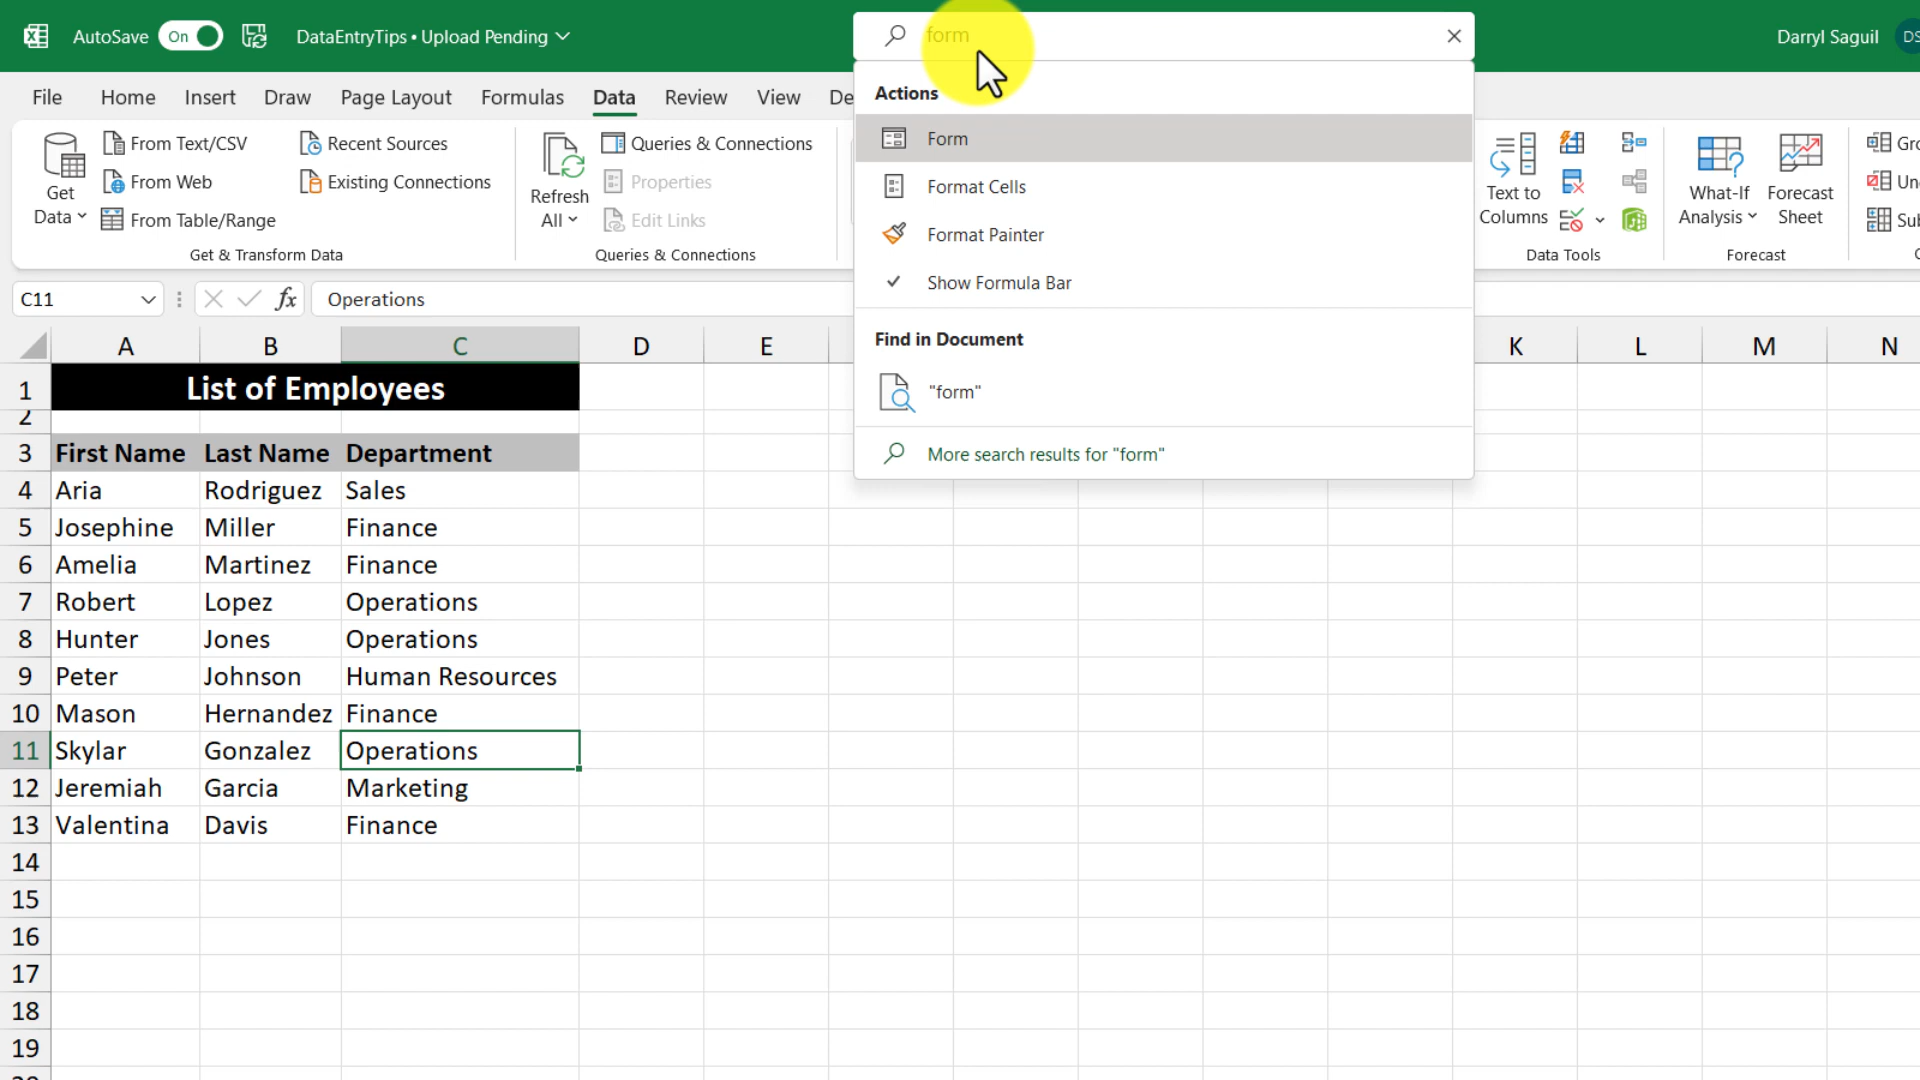 AutoSave On DataEntryTips • Upload Pending form Darryl Saguil DS
File Home Insert Draw Page Layout Formulas Data Review View De
Actions
Form
Format Cells
Format Painter
Show Formula Bar
Find in Document
"form"
More search results for "form"
Get Data
From Text/CSV
From Web
From Table/Range
Recent Sources
Existing Connections
Get & Transform Data
Refresh All
Queries & Connections
Properties
Edit Links
Queries & Connections
Text to Columns
Data Tools
What-If Analysis
Forecast Sheet
Forecast
Gro
Un
Sub
C11 fx Operations
A B C D E K L M N
1 List of Employees
2
3 First Name Last Name Department
4 Aria Rodriguez Sales
5 Josephine Miller Finance
6 Amelia Martinez Finance
7 Robert Lopez Operations
8 Hunter Jones Operations
9 Peter Johnson Human Resources
10 Mason Hernandez Finance
11 Skylar Gonzalez Operations
12 Jeremiah Garcia Marketing
13 Valentina Davis Finance
14
15
16
17
18
19